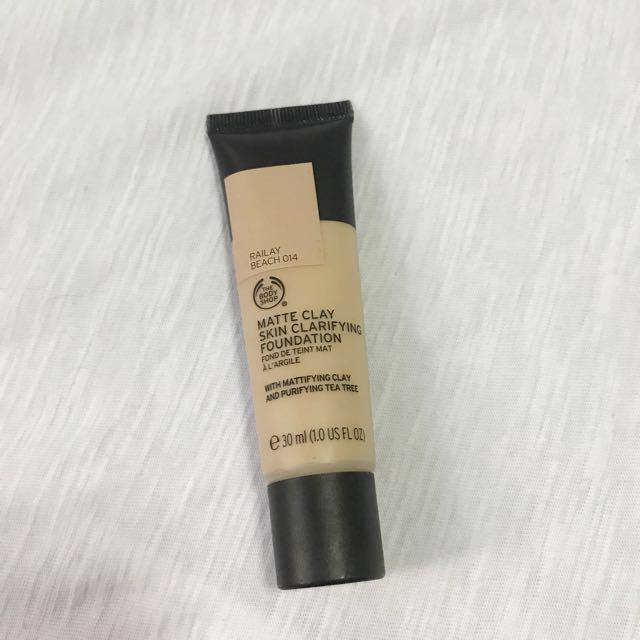 RAILAY
BEACH 014
THE
BODY
SHOP®
MATTE CLAY
SKIN CLARIFYING
FOUNDATION
FOND DE TEINT MAT
À L'ARGILE
WITH MATTIFYING CLAY
AND PURIFYING TEA TREE
℮ 30 ml (1.0 US FL OZ)